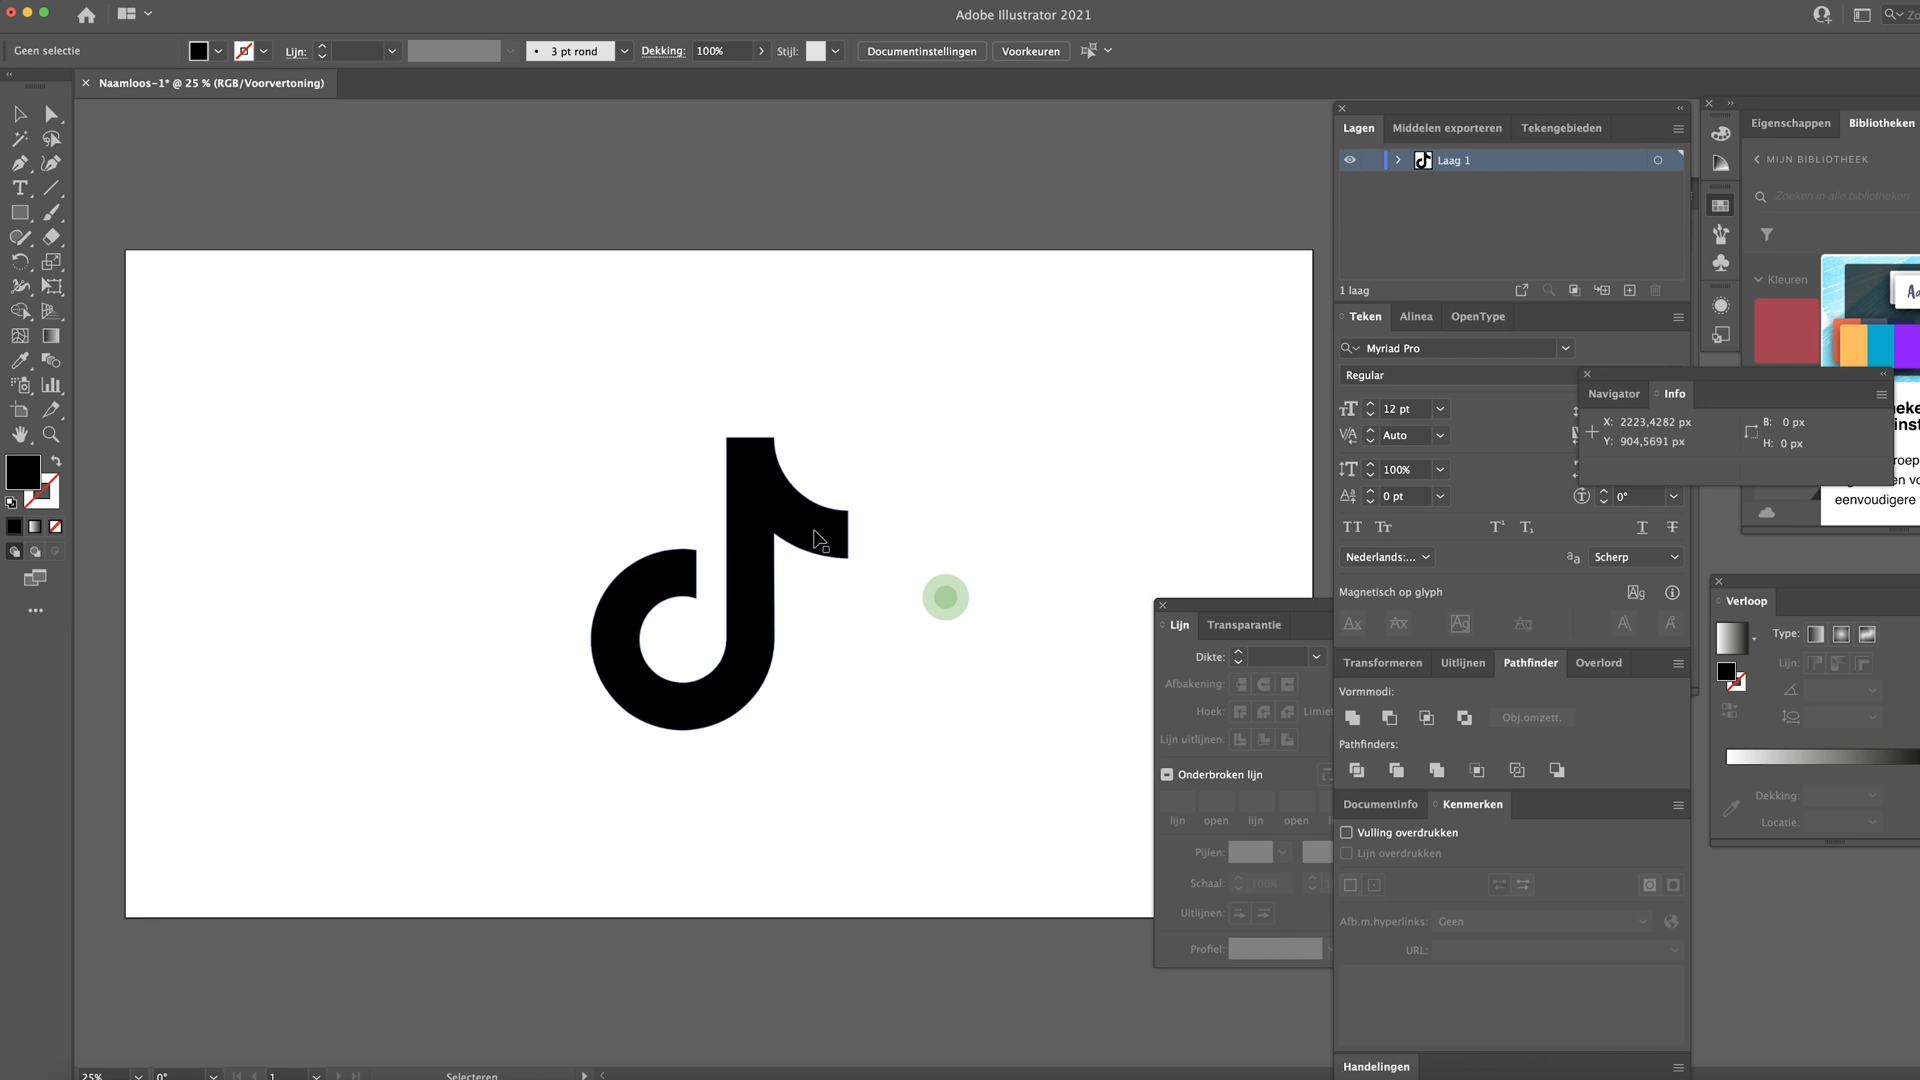 Adobe Illustrator 2021
Geen selectie
Lijn:
3 pt rond
Dekking: 100%
Stijl:
Documentinstellingen
Voorkeuren
Naamloos-1* @ 25 % (RGB/Voorvertoning)
Lagen
Middelen exporteren
Tekengebieden
Laag 1
1 laag
Teken
Alinea
OpenType
Myriad Pro
Regular
12 pt
Auto
100%
0 pt
0°
Nederlands:...
Scherp
Magnetisch op glyph
Transformeren
Uitlijnen
Pathfinder
Overlord
Vormmodi:
Obj.omzett.
Pathfinders:
Documentinfo
Kenmerken
Vulling overdrukken
Lijn overdrukken
Afb.m.hyperlinks: Geen
URL:
Handelingen
Lijn
Transparantie
Dikte:
Afbakening:
Hoek:
Limiet
Lijn uitlijnen:
Onderbroken lijn
lijn open lijn open
Pijlen:
Schaal: 100%
Uitlijnen:
Profiel:
Eigenschappen
Bibliotheken
MIJN BIBLIOTHEEK
Zoeken in alle bibliotheken
Kleuren
Navigator
Info
X: 2223,4282 px
Y: 904,5691 px
B: 0 px
H: 0 px
eenvoudigere
Verloop
Type:
Lijn:
Dekking:
Locatie:
25%
0°
1
Selecteren